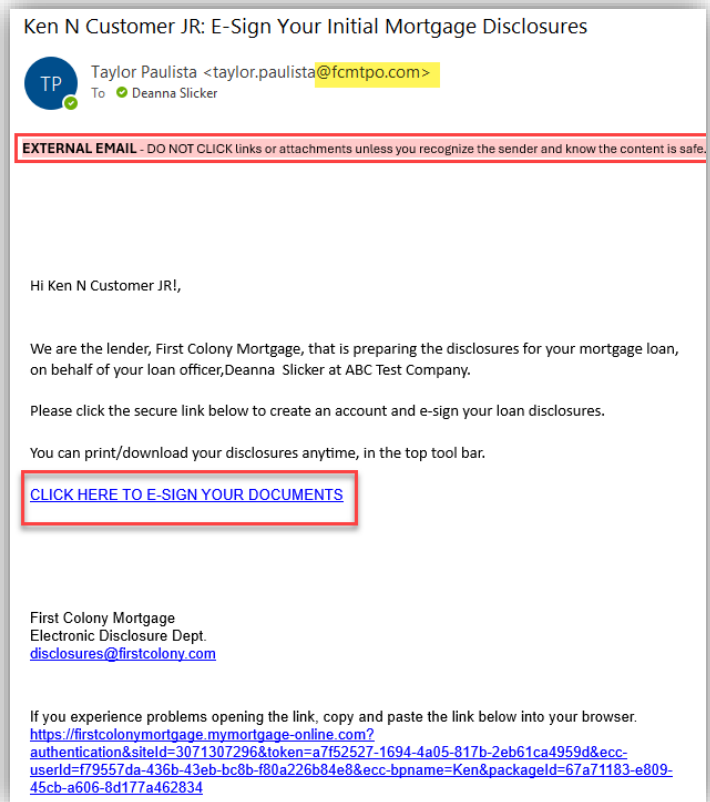 Ken N Customer JR: E-Sign Your Initial Mortgage Disclosures
TP
Taylor Paulista <taylor.paulista@fcmtpo.com>
To Deanna Slicker
EXTERNAL EMAIL - DO NOT CLICK links or attachments unless you recognize the sender and know the content is safe.
Hi Ken N Customer JR!,
We are the lender, First Colony Mortgage, that is preparing the disclosures for your mortgage loan,
on behalf of your loan officer,Deanna  Slicker at ABC Test Company.
Please click the secure link below to create an account and e-sign your loan disclosures.
You can print/download your disclosures anytime, in the top tool bar.
CLICK HERE TO E-SIGN YOUR DOCUMENTS
First Colony Mortgage
Electronic Disclosure Dept.
disclosures@firstcolony.com
If you experience problems opening the link, copy and paste the link below into your browser.
https://firstcolonymortgage.mymortgage-online.com?
authentication&siteId=3071307296&token=a7f52527-1694-4a05-817b-2eb61ca4959d&ecc-
userId=f79557da-436b-43eb-bc8b-f80a226b84e8&ecc-bpname=Ken&packageId=67a71183-e809-
45cb-a606-8d177a462834